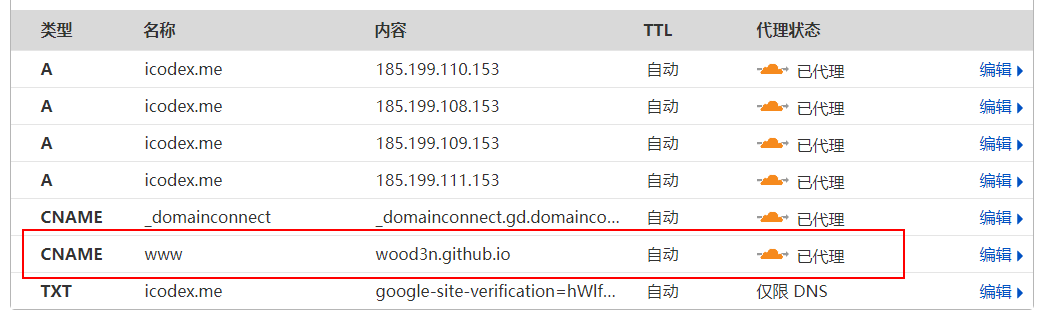 类型 名称 内容 TTL 代理状态
A icodex.me 185.199.110.153 自动 已代理 编辑
A icodex.me 185.199.108.153 自动 已代理 编辑
A icodex.me 185.199.109.153 自动 已代理 编辑
A icodex.me 185.199.111.153 自动 已代理 编辑
CNAME _domainconnect _domainconnect.gd.domainco... 自动 已代理 编辑
CNAME www wood3n.github.io 自动 已代理 编辑
TXT icodex.me google-site-verification=hWlf... 自动 仅限 DNS 编辑